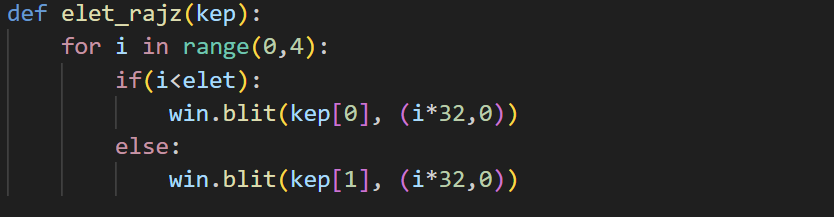 def elet_rajz(kep):
    for i in range(0,4):
        if(i<elet):
            win.blit(kep[0], (i*32,0))
        else:
            win.blit(kep[1], (i*32,0))